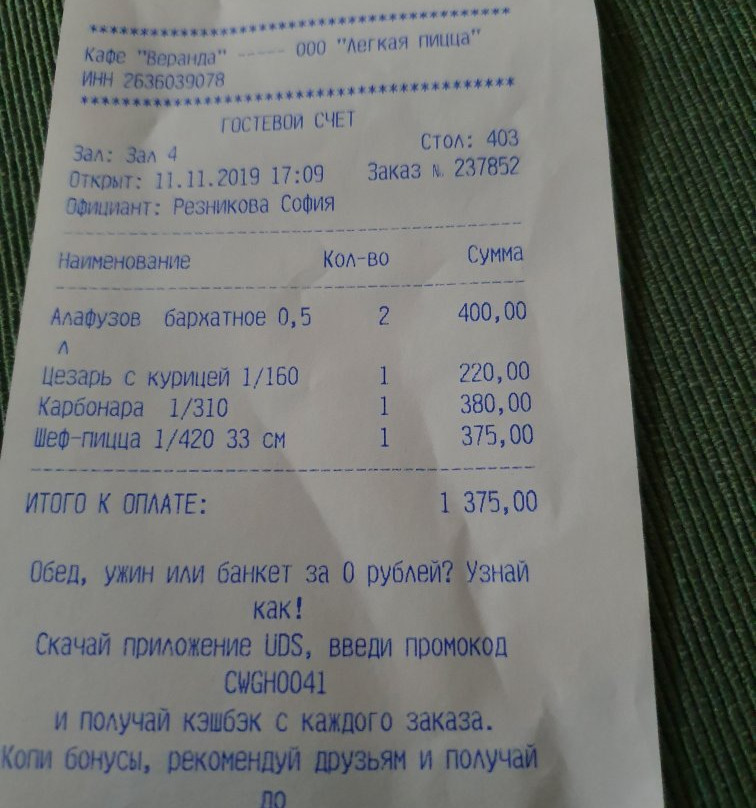 ****************************************
Кафе "Веранда" ----- ООО "Легкая пицца"
ИНН 2636039078
****************************************
ГОСТЕВОЙ СЧЕТ
Зал: Зал 4 Стол: 403
Открыт: 11.11.2019 17:09 Заказ № 237852
Официант: Резникова София
Наименование Кол-во Сумма
Алафузов бархатное 0,5 2 400,00
л
Цезарь с курицей 1/160 1 220,00
Карбонара 1/310 1 380,00
Шеф-пицца 1/420 33 см 1 375,00
ИТОГО К ОПЛАТЕ: 1 375,00
Обед, ужин или банкет за 0 рублей? Узнай
как!
Скачай приложение UDS, введи промокод
CWGH0041
и получай кэшбэк с каждого заказа.
Копи бонусы, рекомендуй друзьям и получай
до